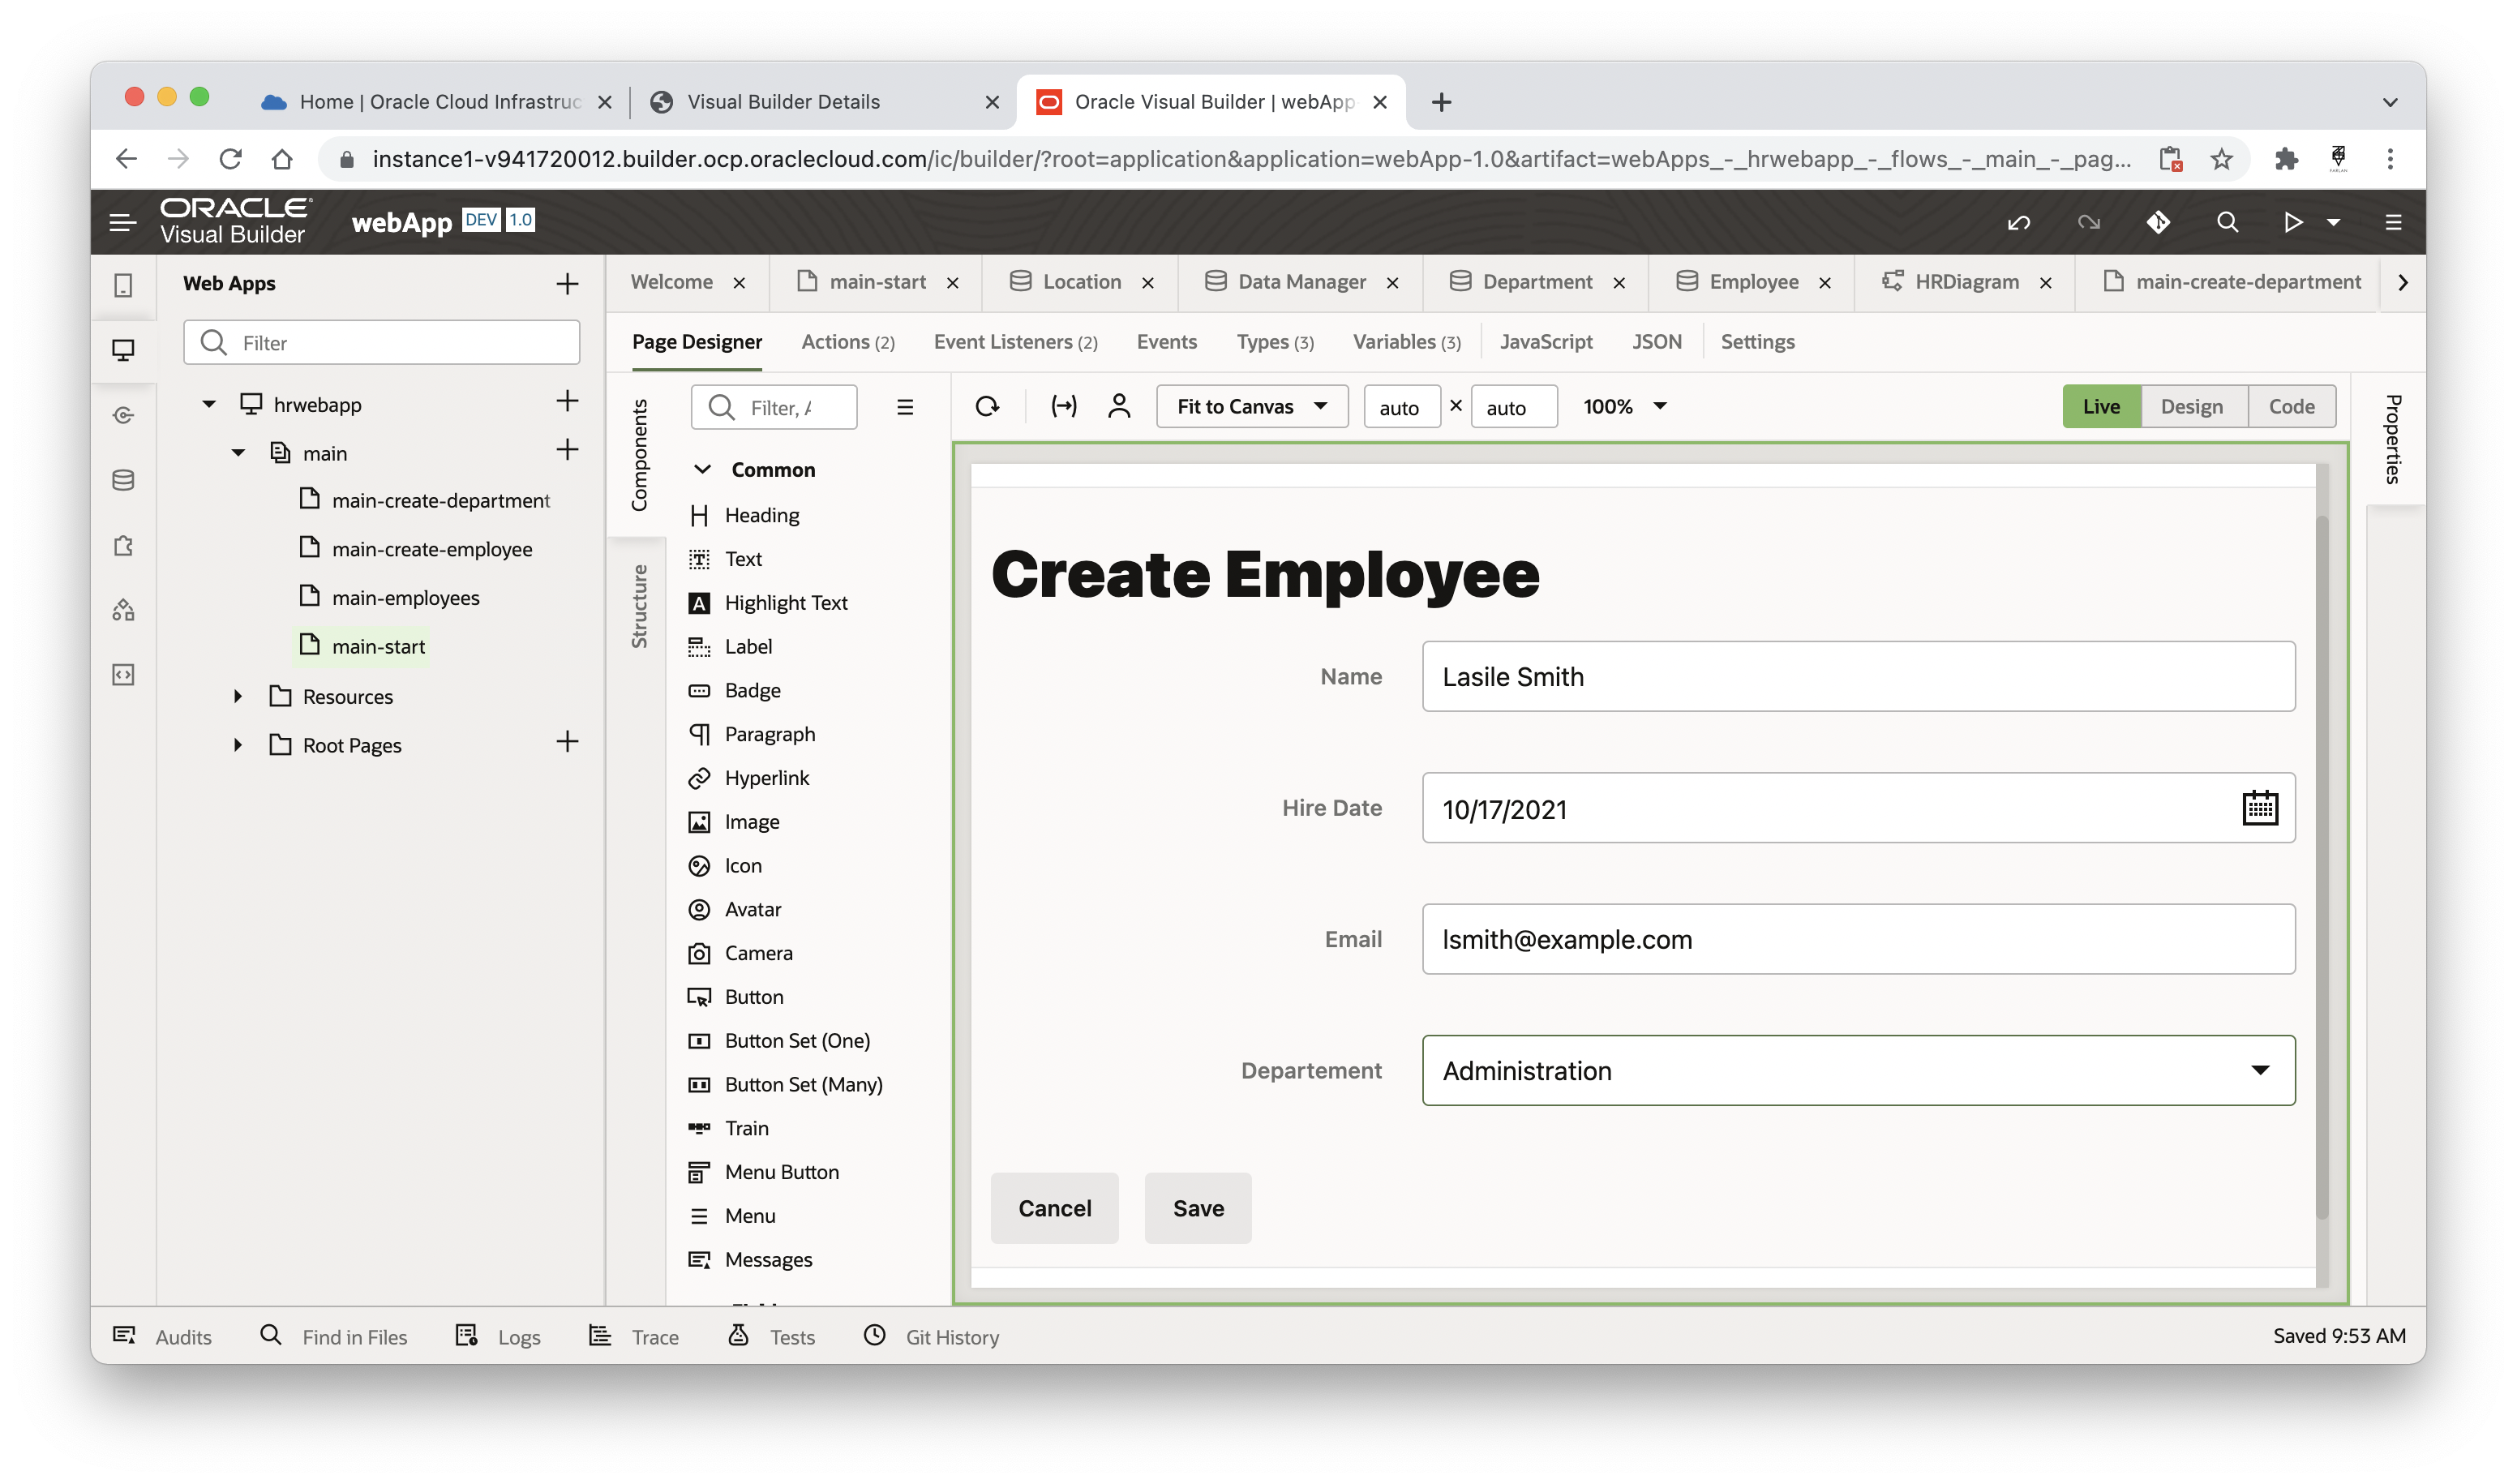 Home | Oracle Cloud Infrastruc
Visual Builder Details
Oracle Visual Builder | webApp
instance1-v941720012.builder.ocp.oraclecloud.com/ic/builder/?root=application&application=webApp-1.0&artifact=webApps_-_hrwebapp_-_flows_-_main_-_pag...
ORACLE
Visual Builder
webApp DEV 1.0
Web Apps
Filter
hrwebapp
main
main-create-department
main-create-employee
main-employees
main-start
Resources
Root Pages
Welcome
main-start
Location
Data Manager
Department
Employee
HRDiagram
main-create-department
Page Designer
Actions (2)
Event Listeners (2)
Events
Types (3)
Variables (3)
JavaScript
JSON
Settings
Components
Structure
Filter, A
Common
Heading
Text
Highlight Text
Label
Badge
Paragraph
Hyperlink
Image
Icon
Avatar
Camera
Button
Button Set (One)
Button Set (Many)
Train
Menu Button
Menu
Messages
Fit to Canvas
auto × auto
100%
Live
Design
Code
Properties
Create Employee
Name
Lasile Smith
Hire Date
10/17/2021
Email
lsmith@example.com
Departement
Administration
Cancel
Save
Audits
Find in Files
Logs
Trace
Tests
Git History
Saved 9:53 AM